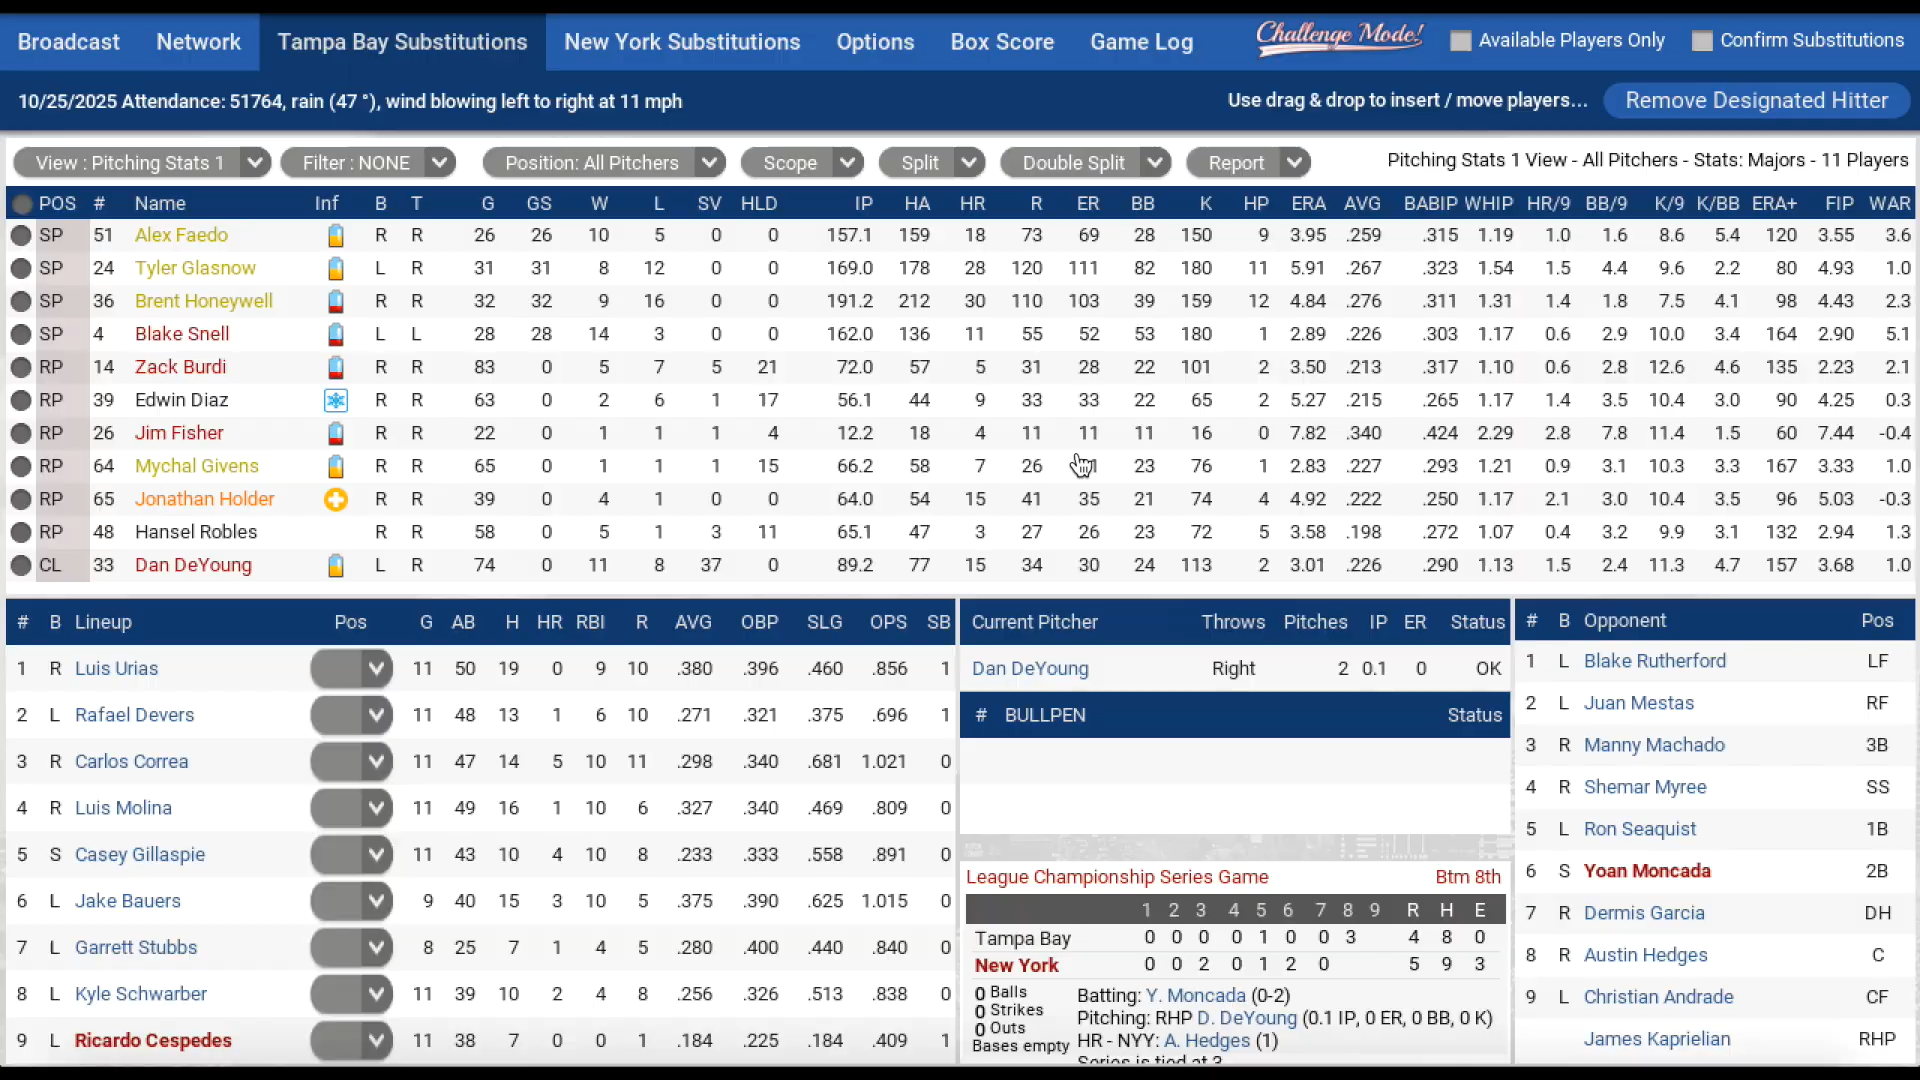 Broadcast Network Tampa Bay Substitutions New York Substitutions Options Box Score Game Log Challenge Mode! Available Players Only Confirm Substitutions
10/25/2025 Attendance: 51764, rain (47 °), wind blowing left to right at 11 mph Use drag & drop to insert / move players... Remove Designated Hitter
View : Pitching Stats 1 Filter : NONE Position: All Pitchers Scope Split Double Split Report Pitching Stats 1 View - All Pitchers - Stats: Majors - 11 Players
POS # Name Inf B T G GS W L SV HLD IP HA HR R ER BB K HP ERA AVG BABIP WHIP HR/9 BB/9 K/9 K/BB ERA+ FIP WAR
SP 51 Alex Faedo R R 26 26 10 5 0 0 157.1 159 18 73 69 28 150 9 3.95 .259 .315 1.19 1.0 1.6 8.6 5.4 120 3.55 3.6
SP 24 Tyler Glasnow L R 31 31 8 12 0 0 169.0 178 28 120 111 82 180 11 5.91 .267 .323 1.54 1.5 4.4 9.6 2.2 80 4.93 1.0
SP 36 Brent Honeywell R R 32 32 9 16 0 0 191.2 212 30 110 103 39 159 12 4.84 .276 .311 1.31 1.4 1.8 7.5 4.1 98 4.43 2.3
SP 4 Blake Snell L L 28 28 14 3 0 0 162.0 136 11 55 52 53 180 1 2.89 .226 .303 1.17 0.6 2.9 10.0 3.4 164 2.90 5.1
RP 14 Zack Burdi R R 83 0 5 7 5 21 72.0 57 5 31 28 22 101 2 3.50 .213 .317 1.10 0.6 2.8 12.6 4.6 135 2.23 2.1
RP 39 Edwin Diaz R R 63 0 2 6 1 17 56.1 44 9 33 33 22 65 2 5.27 .215 .265 1.17 1.4 3.5 10.4 3.0 90 4.25 0.3
RP 26 Jim Fisher R R 22 0 1 1 1 4 12.2 18 4 11 11 11 16 0 7.82 .340 .424 2.29 2.8 7.8 11.4 1.5 60 7.44 -0.4
RP 64 Mychal Givens R R 65 0 1 1 1 15 66.2 58 7 26 23 76 1 2.83 .227 .293 1.21 0.9 3.1 10.3 3.3 167 3.33 1.0
RP 65 Jonathan Holder R R 39 0 4 1 0 0 64.0 54 15 41 35 21 74 4 4.92 .222 .250 1.17 2.1 3.0 10.4 3.5 96 5.03 -0.3
RP 48 Hansel Robles R R 58 0 5 1 3 11 65.1 47 3 27 26 23 72 5 3.58 .198 .272 1.07 0.4 3.2 9.9 3.1 132 2.94 1.3
CL 33 Dan DeYoung L R 74 0 11 8 37 0 89.2 77 15 34 30 24 113 2 3.01 .226 .290 1.13 1.5 2.4 11.3 4.7 157 3.68 1.0
# B Lineup Pos G AB H HR RBI R AVG OBP SLG OPS SB
1 R Luis Urias 11 50 19 0 9 10 .380 .396 .460 .856 1
2 L Rafael Devers 11 48 13 1 6 10 .271 .321 .375 .696 1
3 R Carlos Correa 11 47 14 5 10 11 .298 .340 .681 1.021 0
4 R Luis Molina 11 49 16 1 10 6 .327 .340 .469 .809 0
5 S Casey Gillaspie 11 43 10 4 10 8 .233 .333 .558 .891 0
6 L Jake Bauers 9 40 15 3 10 5 .375 .390 .625 1.015 0
7 L Garrett Stubbs 8 25 7 1 4 5 .280 .400 .440 .840 0
8 L Kyle Schwarber 11 39 10 2 4 8 .256 .326 .513 .838 0
9 L Ricardo Cespedes 11 38 7 0 0 1 .184 .225 .184 .409 1
Current Pitcher Throws Pitches IP ER Status
Dan DeYoung Right 2 0.1 0 OK
# BULLPEN Status
League Championship Series Game Btm 8th
1 2 3 4 5 6 7 8 9 R H E
Tampa Bay 0 0 0 0 1 0 0 3 4 8 0
New York 0 0 2 0 1 2 0 5 9 3
0 Balls
0 Strikes
0 Outs
Bases empty
Batting: Y. Moncada (0-2)
Pitching: RHP D. DeYoung (0.1 IP, 0 ER, 0 BB, 0 K)
HR - NYY: A. Hedges (1)
Series is tied at 3
# B Opponent Pos
1 L Blake Rutherford LF
2 L Juan Mestas RF
3 R Manny Machado 3B
4 R Shemar Myree SS
5 L Ron Seaquist 1B
6 S Yoan Moncada 2B
7 R Dermis Garcia DH
8 R Austin Hedges C
9 L Christian Andrade CF
James Kaprielian RHP